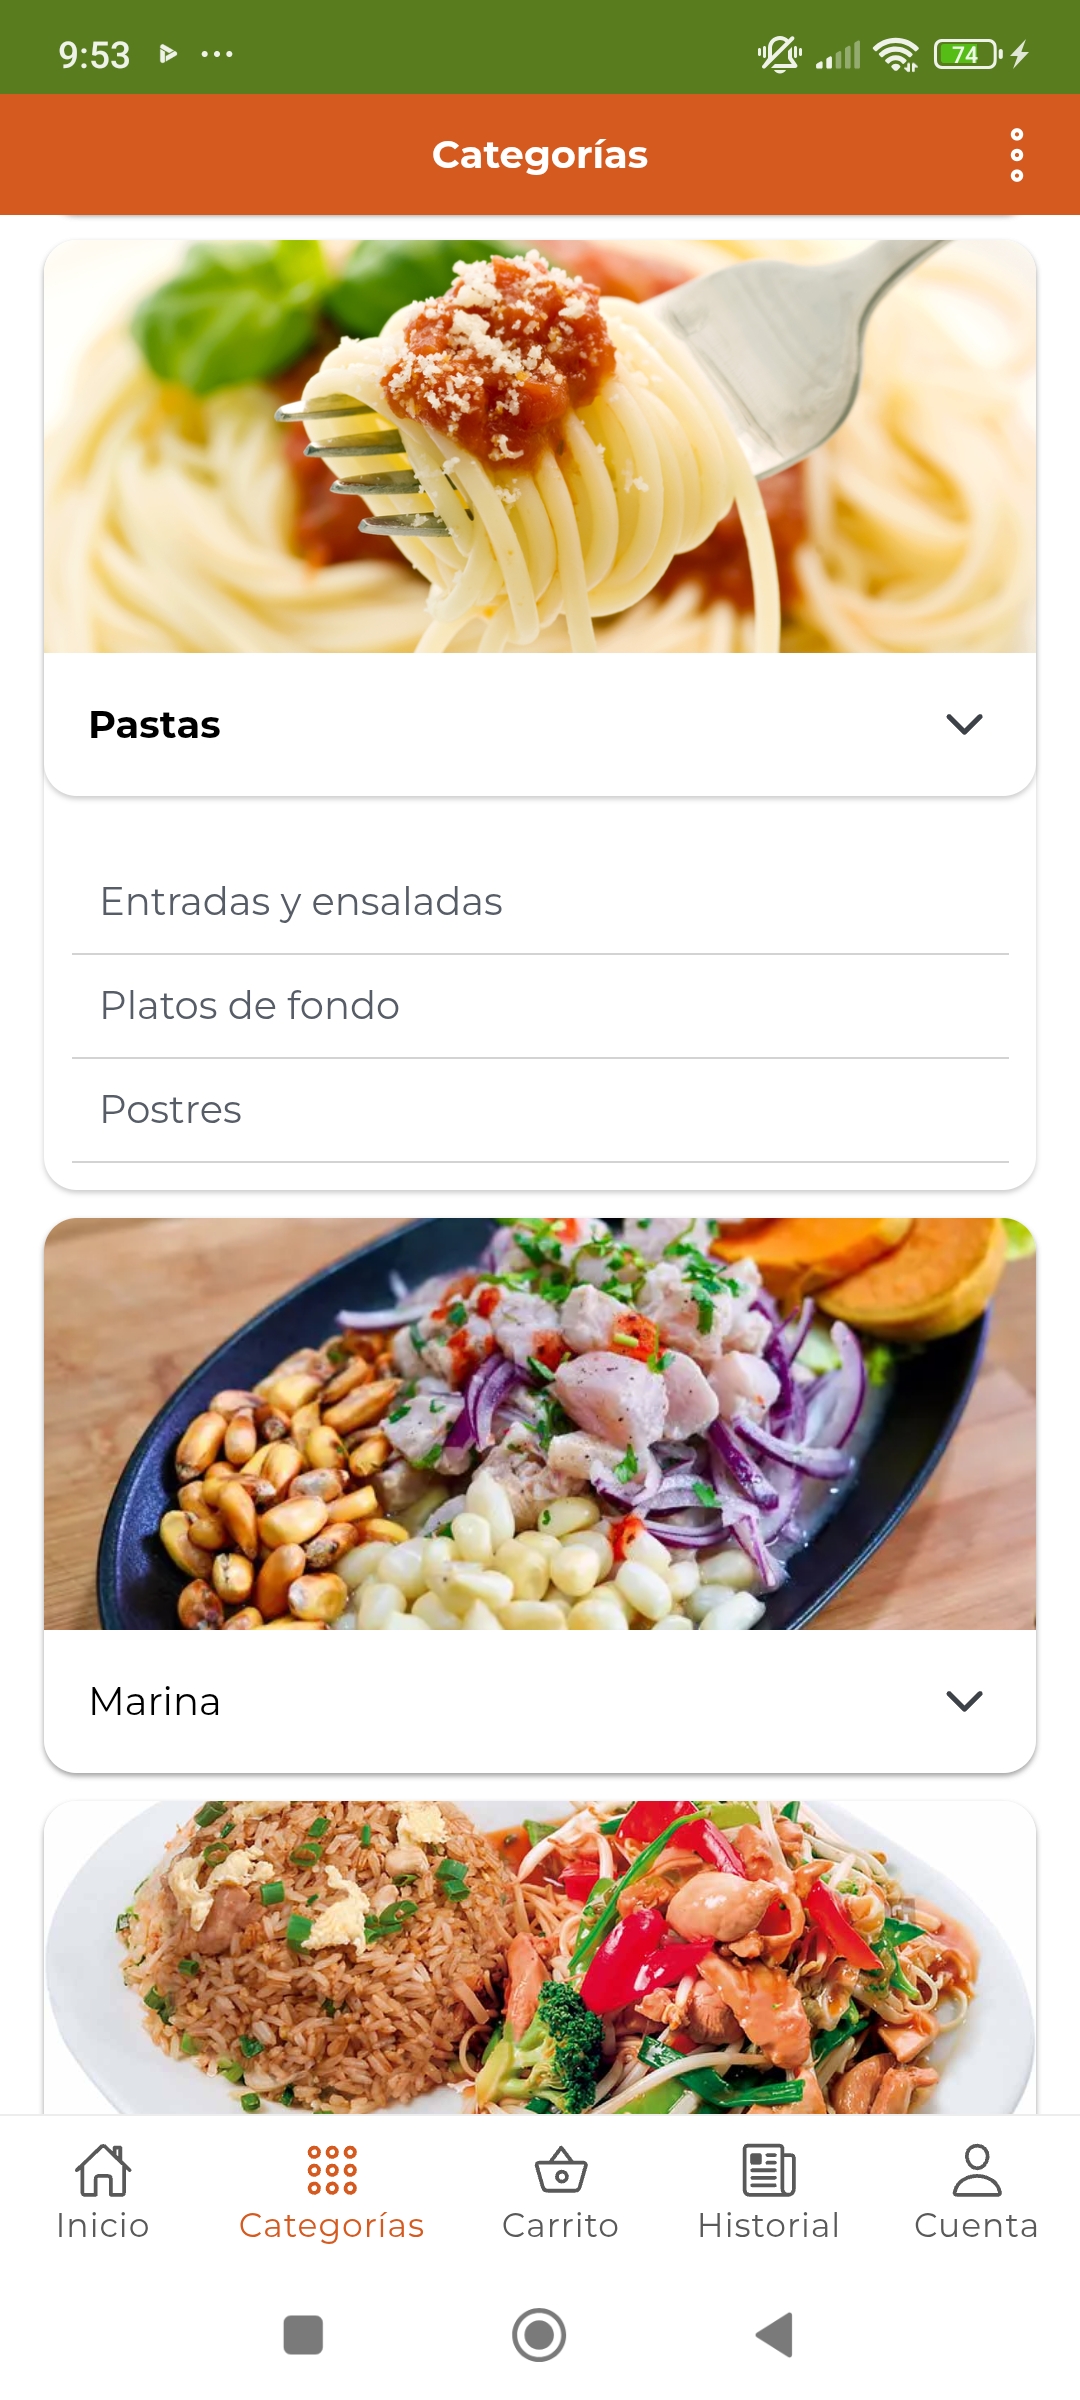 9:53
74
Categorías
Pastas
Entradas y ensaladas
Platos de fondo
Postres
Marina
Inicio
Categorías
Carrito
Historial
Cuenta